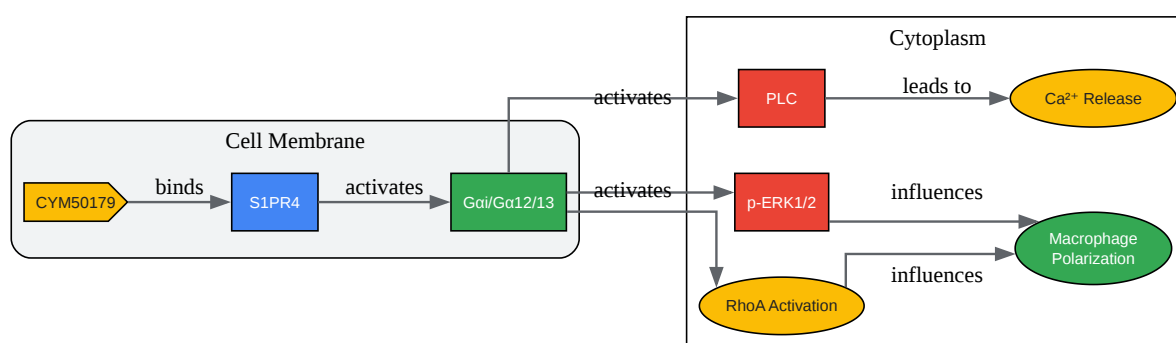 Cytoplasm
activates
PLC
leads to
Ca²⁺ Release
Cell Membrane
CYM50179
binds
S1PR4
activates
Gαi/Gα12/13
activates
p-ERK1/2
influences
Macrophage
Polarization
influences
RhoA Activation